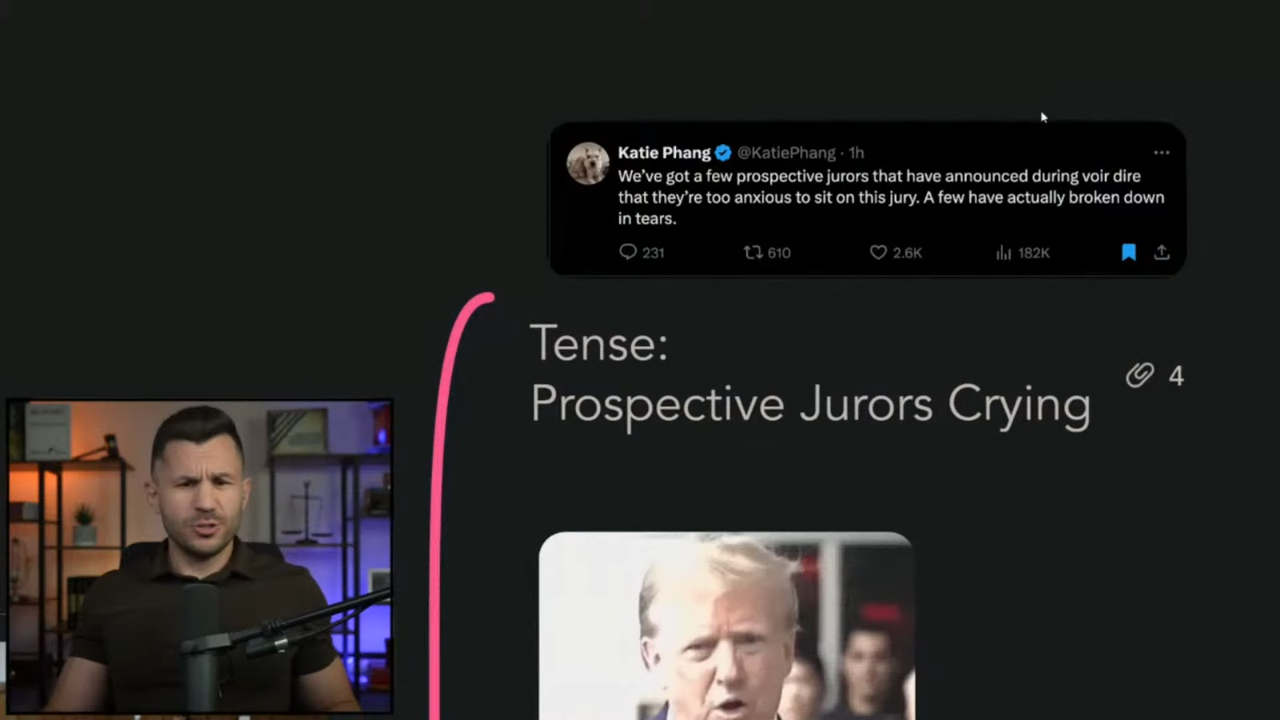 Katie Phang @KatiePhang · 1h
We've got a few prospective jurors that have announced during voir dire
that they're too anxious to sit on this jury. A few have actually broken down
in tears.
231 610 2.6K 182K
Tense:
Prospective Jurors Crying
4